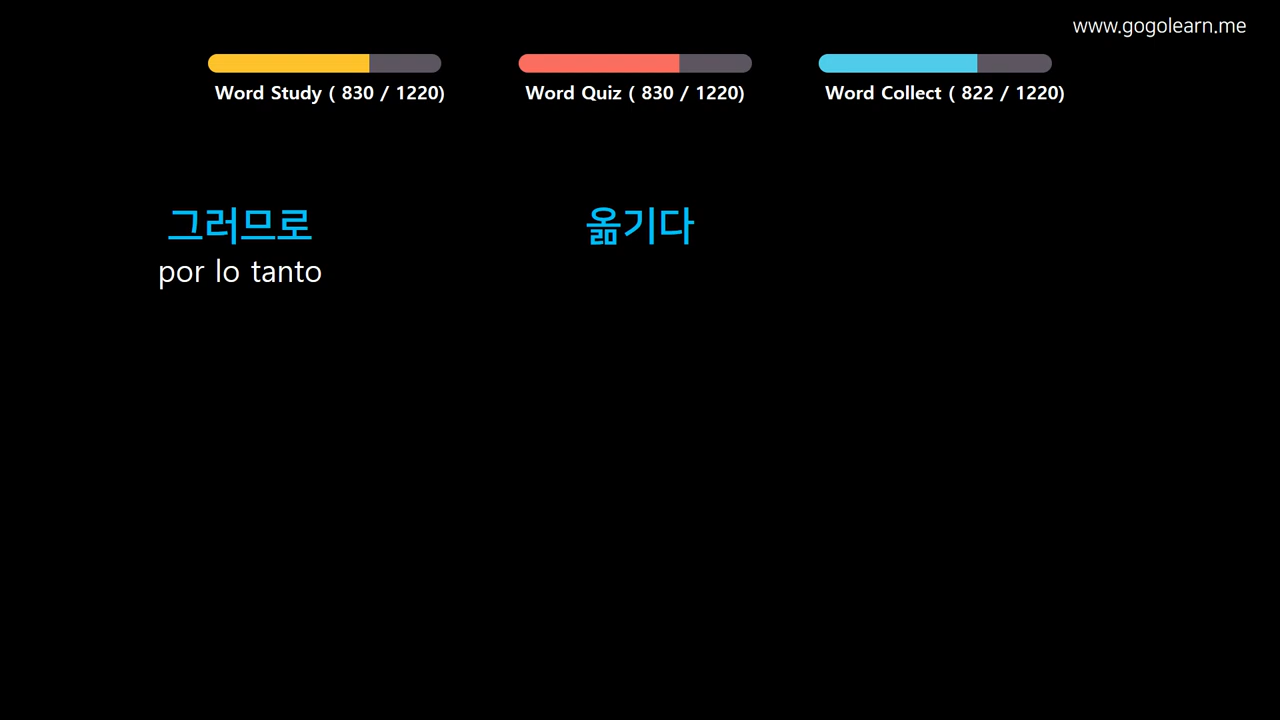 www.gogolearn.me
Word Study ( 830 / 1220)
Word Quiz ( 830 / 1220)
Word Collect ( 822 / 1220)
그러므로
옮기다
por lo tanto